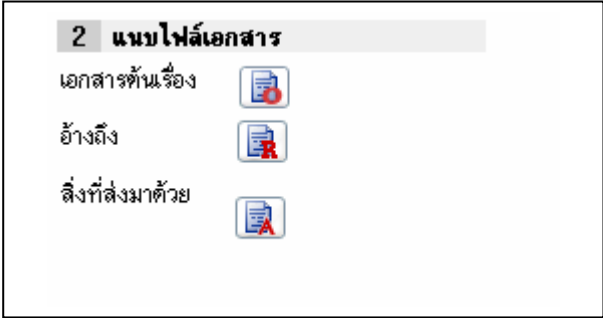 2 แนบไฟล์เอกสาร
เอกสารต้นเรื่อง O
อ้างถึง R
สิ่งที่ส่งมาด้วย A